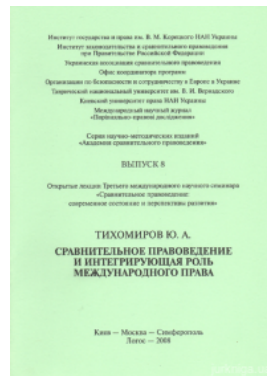 Институт государства и права им. В. М. Корецкого НАН Украины
Институт законодательства и сравнительного правоведения
при Правительстве Российской Федерации
Украинская ассоциация сравнительного правоведения
Офис координатора программ
Организации по безопасности и сотрудничеству в Европе в Украине
Таврический национальный университет им. В. И. Вернадского
Киевский университет права НАН Украины
Международный научный журнал
«Порівняльно-правові дослідження»
Серия научно-методических изданий
«Академия сравнительного правоведения»
ВЫПУСК 8
Открытые лекции Третьего международного научного семинара
«Сравнительное правоведение:
современное состояние и перспективы развития»
ТИХОМИРОВ Ю. А.
СРАВНИТЕЛЬНОЕ ПРАВОВЕДЕНИЕ
И ИНТЕГРИРУЮЩАЯ РОЛЬ
МЕЖДУНАРОДНОГО ПРАВА
Киев — Москва — Симферополь
Логос — 2008